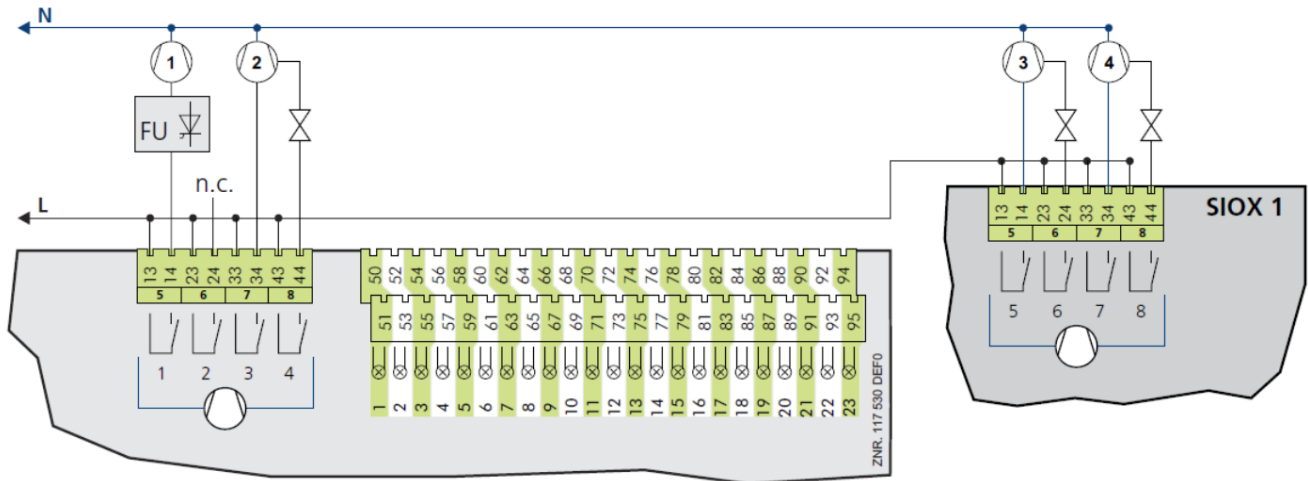 N
1 2 3 4
FU
n.c.
L
13 14 23 24 33 34 43 44
5 6 7 8
1 2 3 4
50 52 54 56 58 60 62 64 66 68 70 72 74 76 78 80 82 84 86 88 90 92 94
51 53 55 57 59 61 63 65 67 69 71 73 75 77 79 81 83 85 87 89 91 93 95
1 2 3 4 5 6 7 8 9 10 11 12 13 14 15 16 17 18 19 20 21 22 23
ZNR. 117 530 DEF0
13 14 23 24 33 34 43 44
SIOX 1
5 6 7 8
5 6 7 8